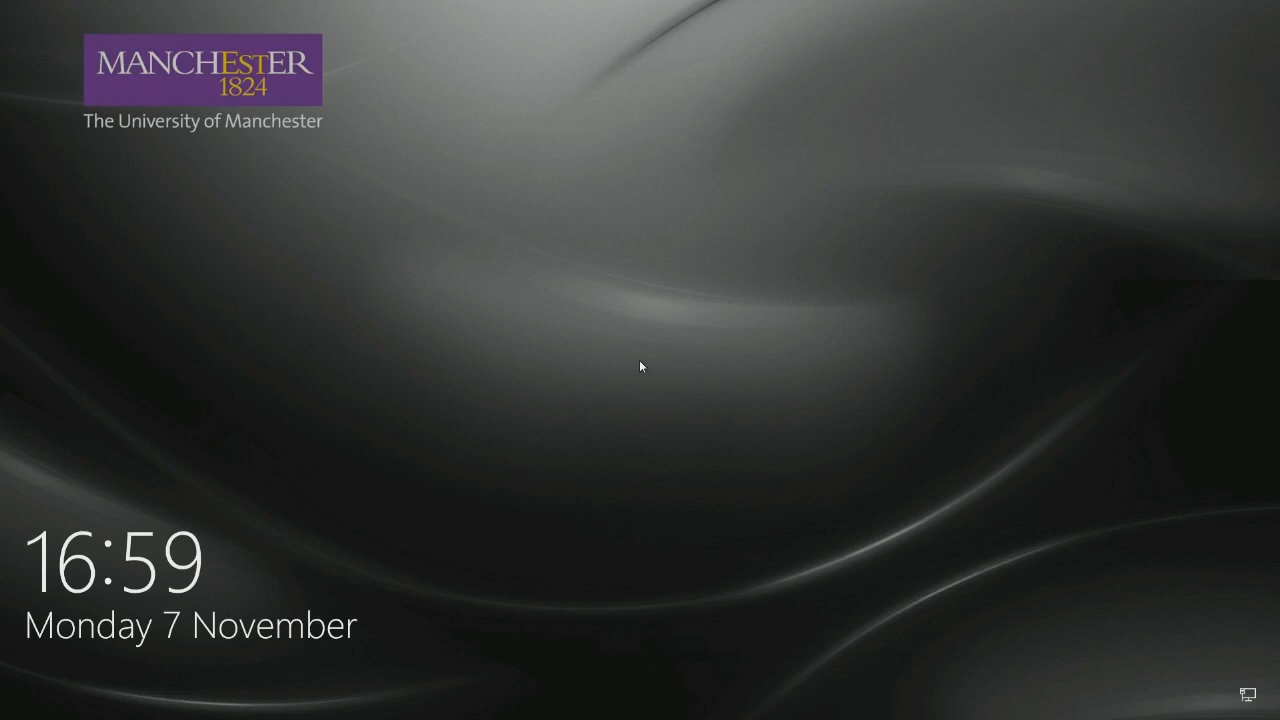 MANCHESTER
1824
The University of Manchester
16:59
Monday 7 November